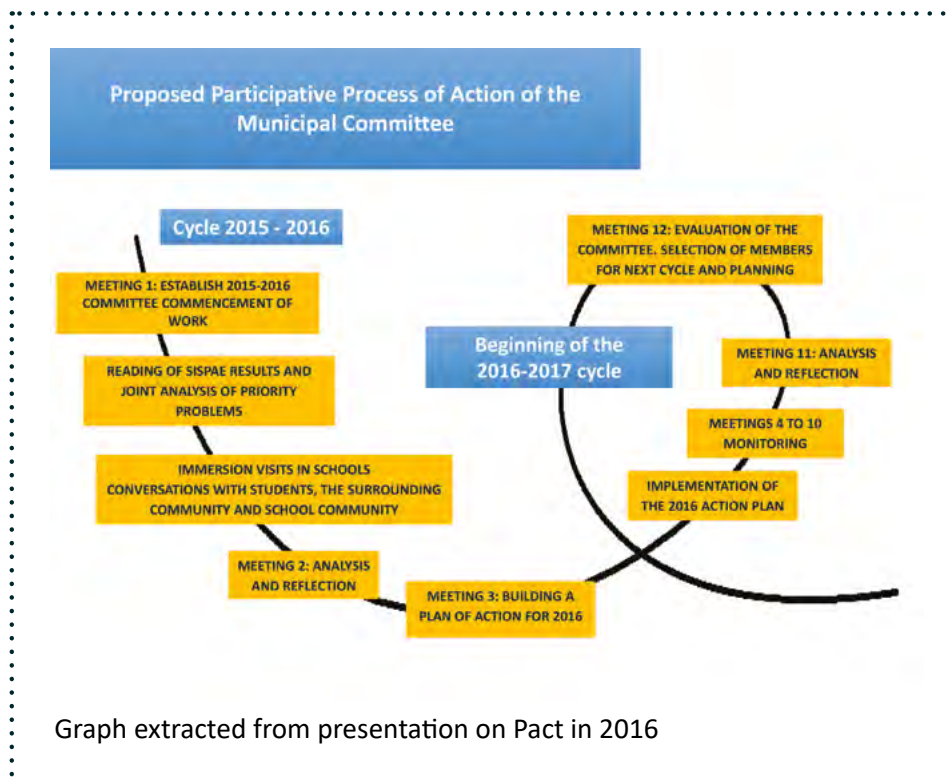 Proposed Participative Process of Action of the
Municipal Committee
Cycle 2015 - 2016
MEETING 1: ESTABLISH 2015-2016
COMMITTEE COMMENCEMENT OF
WORK
READING OF SISPAE RESULTS AND
JOINT ANALYSIS OF PRIORITY
PROBLEMS
IMMERSION VISITS IN SCHOOLS
CONVERSATIONS WITH STUDENTS, THE SURROUNDING
COMMUNITY AND SCHOOL COMMUNITY
MEETING 2: ANALYSIS
AND REFLECTION
MEETING 3: BUILDING A
PLAN OF ACTION FOR 2016
IMPLEMENTATION OF
THE 2016 ACTION PLAN
MEETINGS 4 TO 10
MONITORING
MEETING 11: ANALYSIS
AND REFLECTION
MEETING 12: EVALUATION OF THE
COMMITTEE. SELECTION OF MEMBERS
FOR NEXT CYCLE AND PLANNING
Beginning of the
2016-2017 cycle
Graph extracted from presentation on Pact in 2016